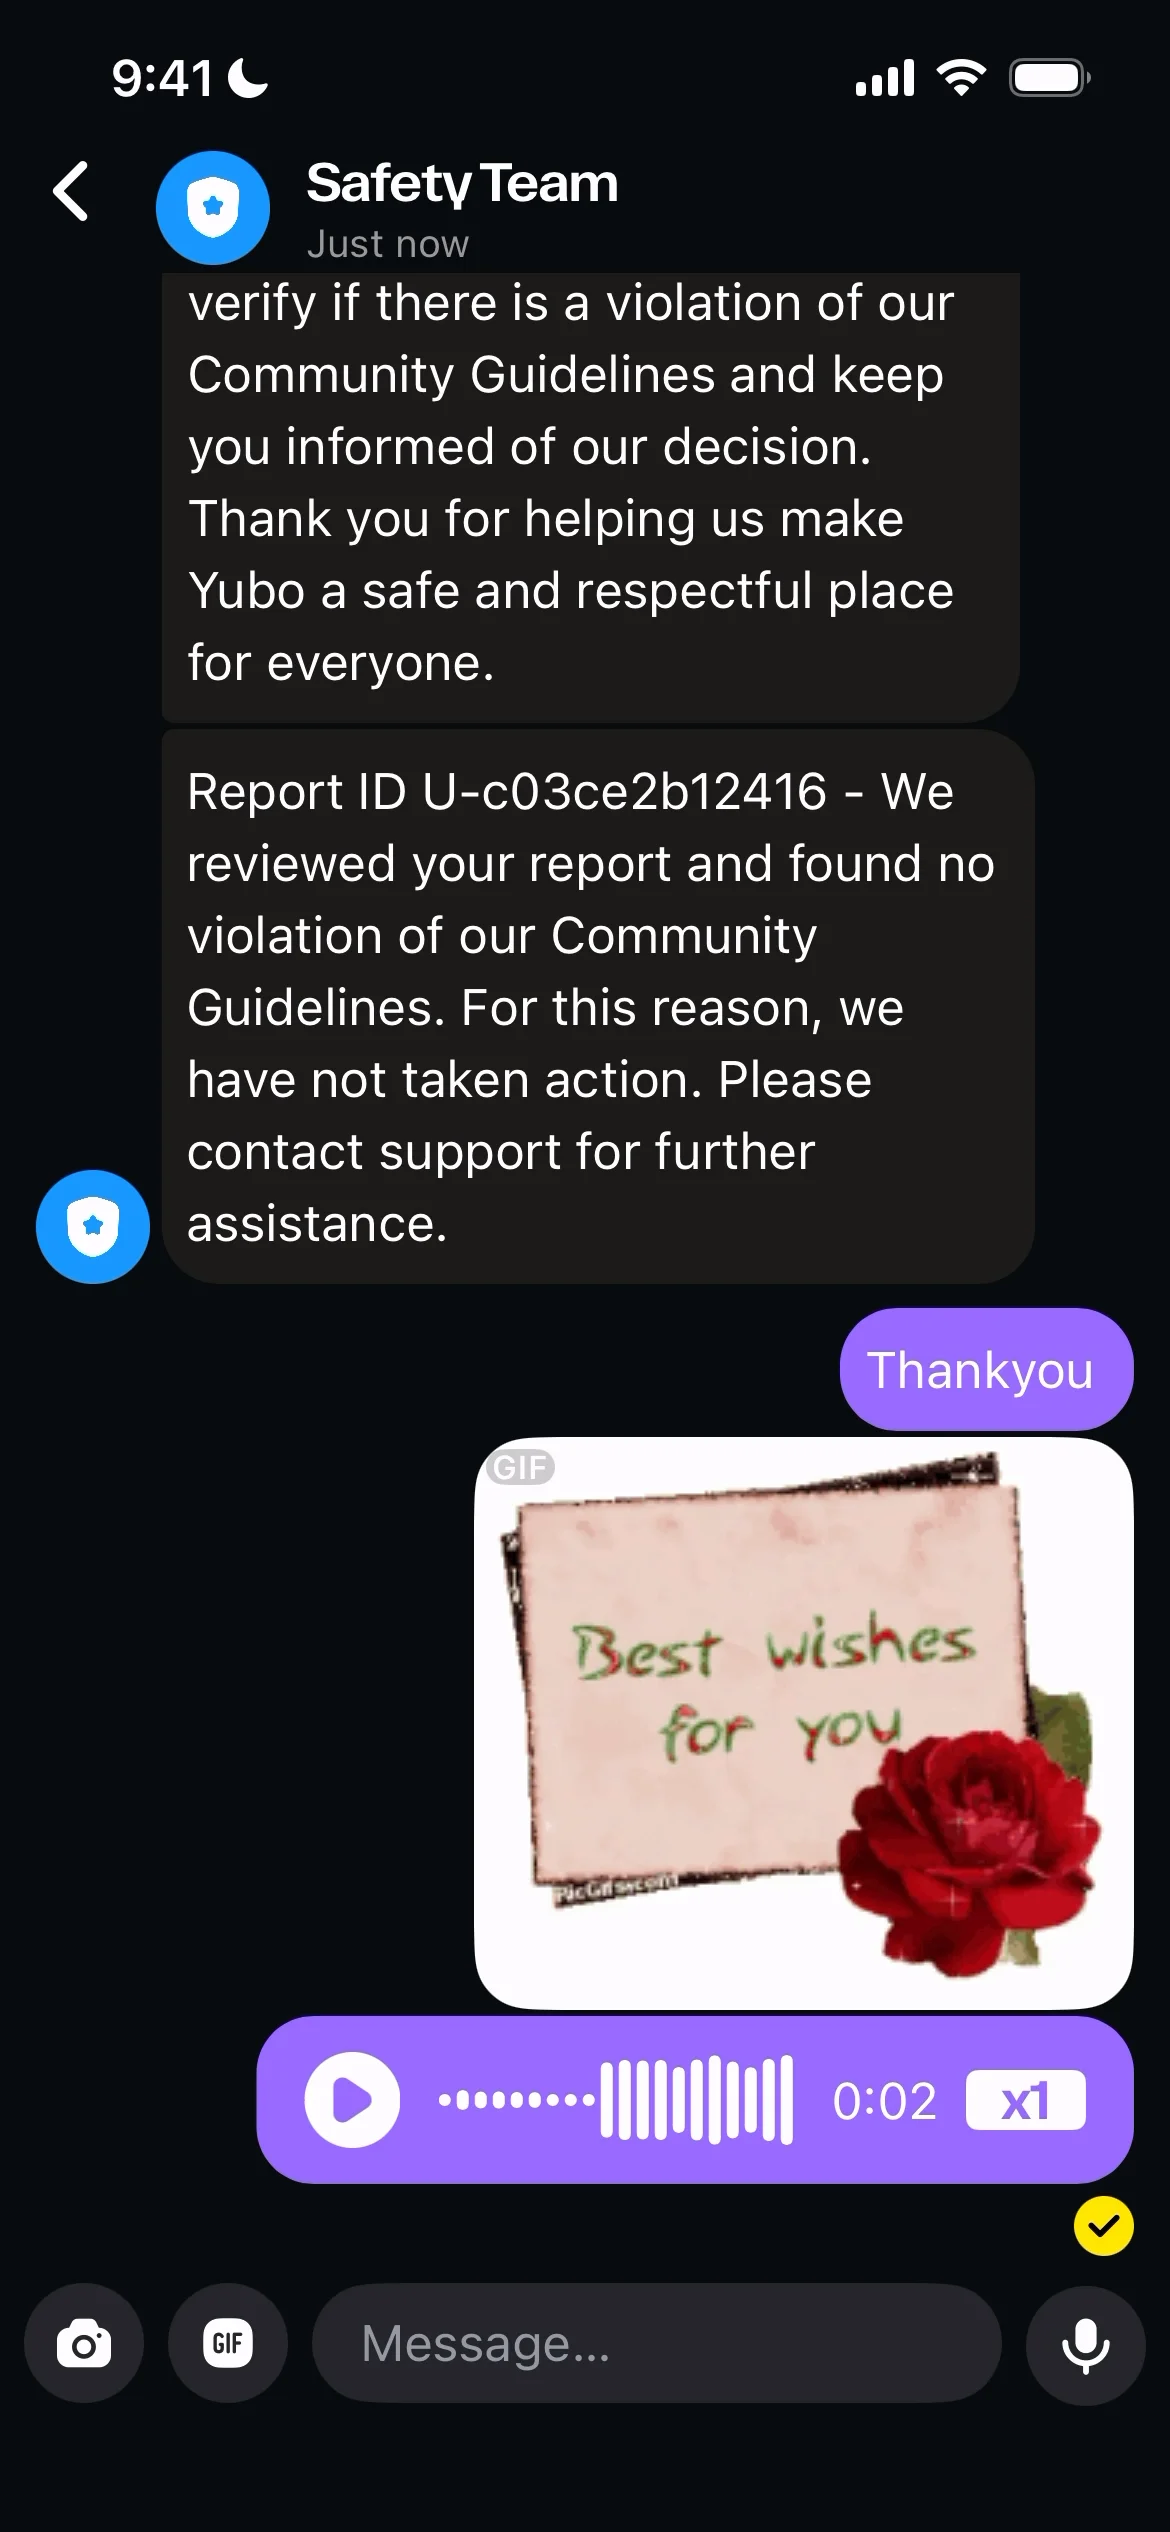 9:41
Safety Team
Just now
verify if there is a violation of our
Community Guidelines and keep
you informed of our decision.
Thank you for helping us make
Yubo a safe and respectful place
for everyone.
Report ID U-c03ce2b12416 - We
reviewed your report and found no
violation of our Community
Guidelines. For this reason, we
have not taken action. Please
contact support for further
assistance.
Thankyou
GIF
Best wishes
for you
PicGifs.com
0:02 x1
GIF
Message...